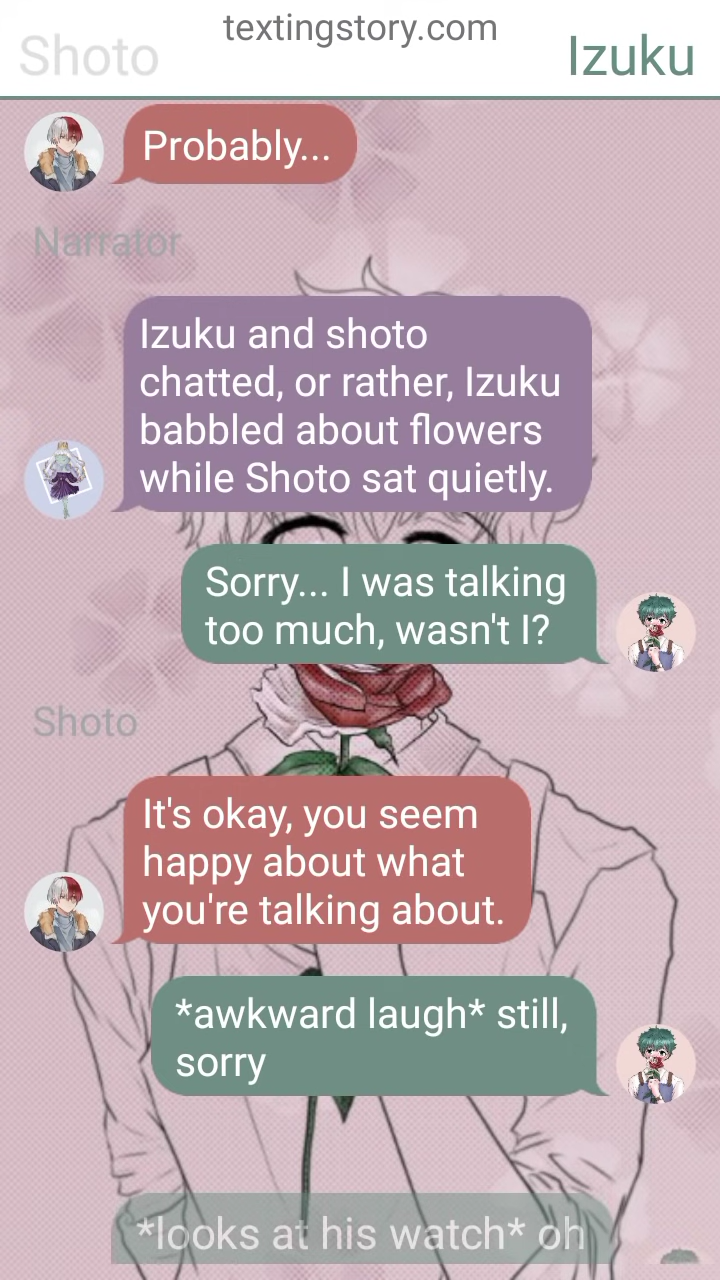 textingstory.com
Shoto
Izuku
Probably...
Narrator
Izuku and shoto
chatted, or rather, Izuku
babbled about flowers
while Shoto sat quietly.
Sorry... I was talking
too much, wasn't I?
Shoto
It's okay, you seem
happy about what
you're talking about.
*awkward laugh* still,
sorry
*looks at his watch* oh